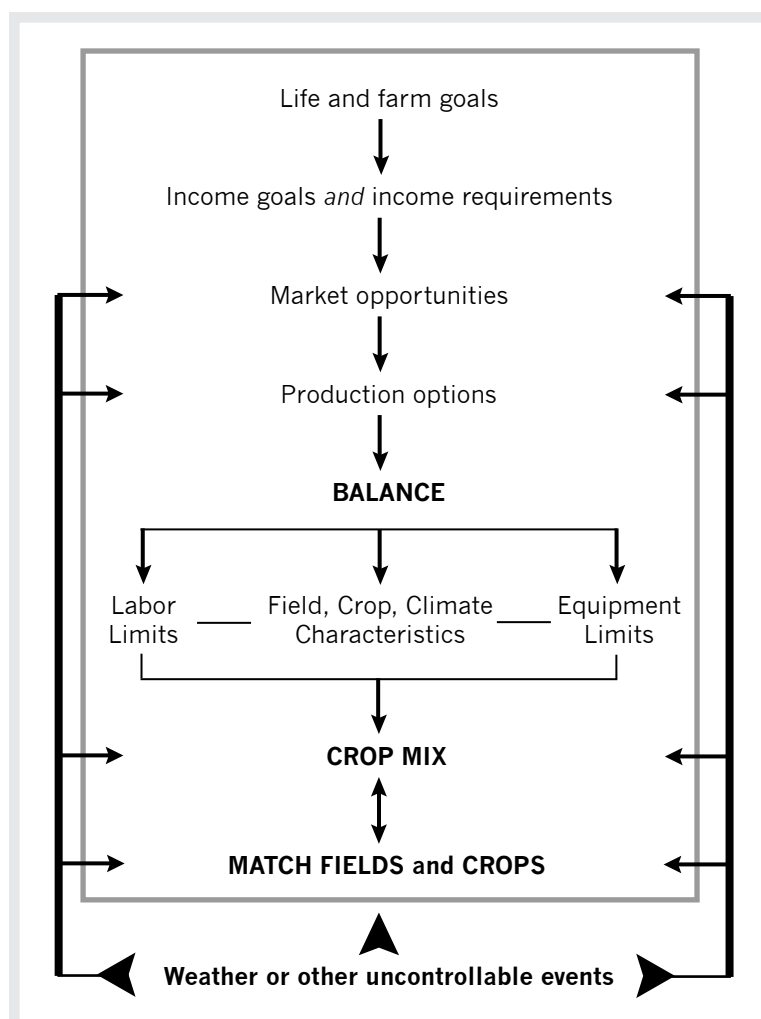 Life and farm goals
Income goals and income requirements
Market opportunities
Production options
BALANCE
Labor
Limits
Field, Crop, Climate
Characteristics
Equipment
Limits
CROP MIX
MATCH FIELDS and CROPS
Weather or other uncontrollable events